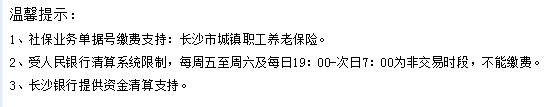 温馨提示：
1、社保业务单据号缴费支持：长沙市城镇职工养老保险。
2、受人民银行清算系统限制，每周五至周六及每日19：00-次日7：00为非交易时段，不能缴费。
3、长沙银行提供资金清算支持。